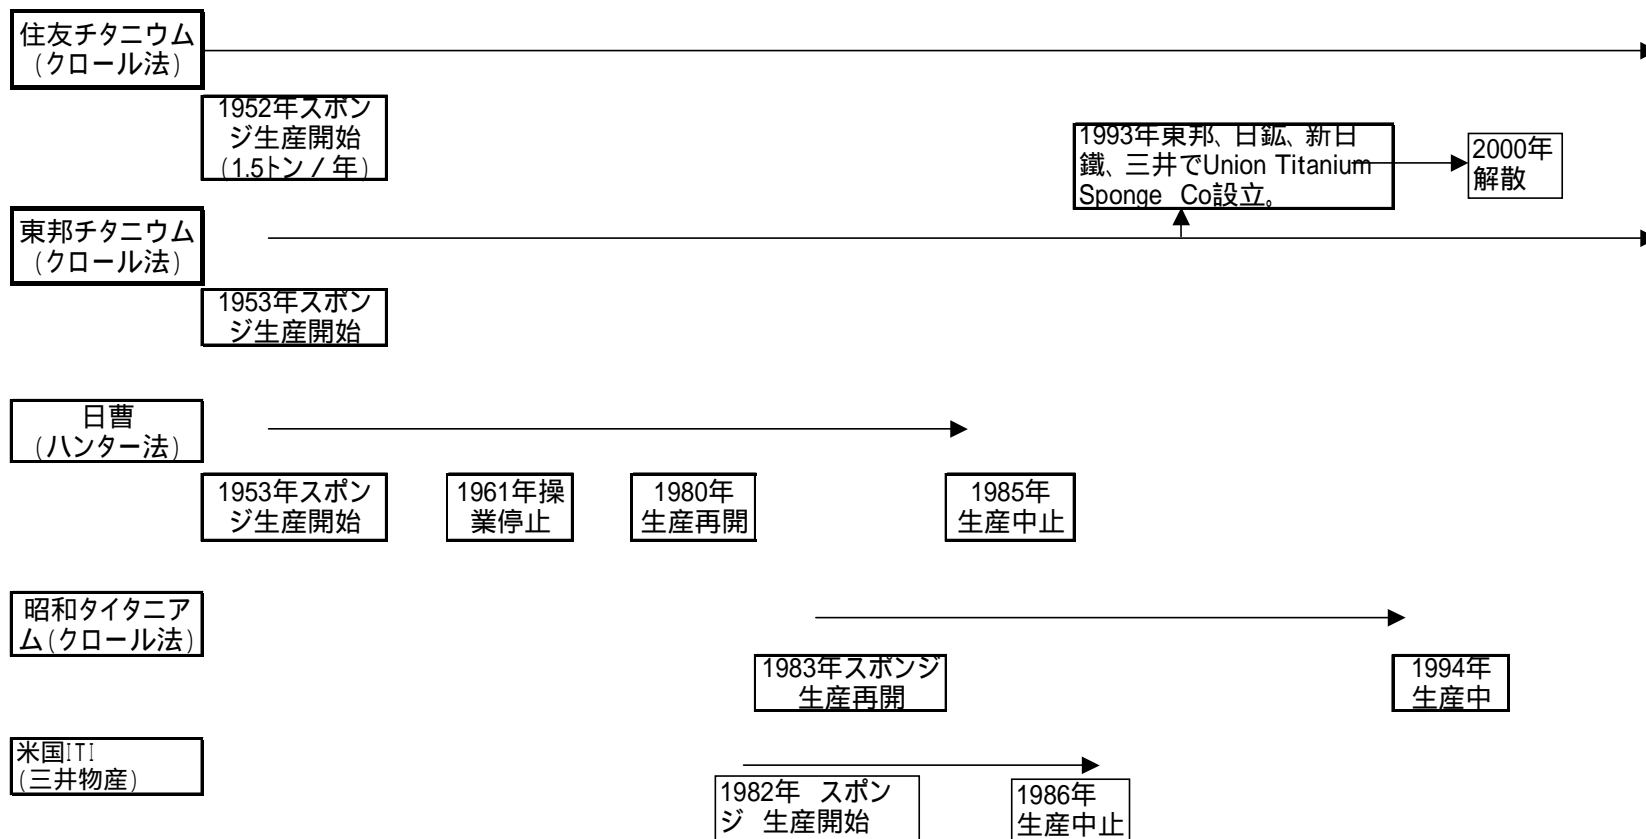 住友チタニウム
(クロール法)
1952年スポン
ジ生産開始
(1.5トン / 年)
1993年東邦、日鉱、新日
鐵、三井でUnion Titanium
Sponge Co設立。
2000年
解散
東邦チタニウム
(クロール法)
1953年スポン
ジ生産開始
日曹
(ハンター法)
1953年スポン
ジ生産開始
1961年操
業停止
1980年
生産再開
1985年
生産中止
昭和タイタニア
ム(クロール法)
1983年スポンジ
生産再開
1994年
生産中
米国ITI
(三井物産)
1982年 スポン
ジ 生産開始
1986年
生産中止